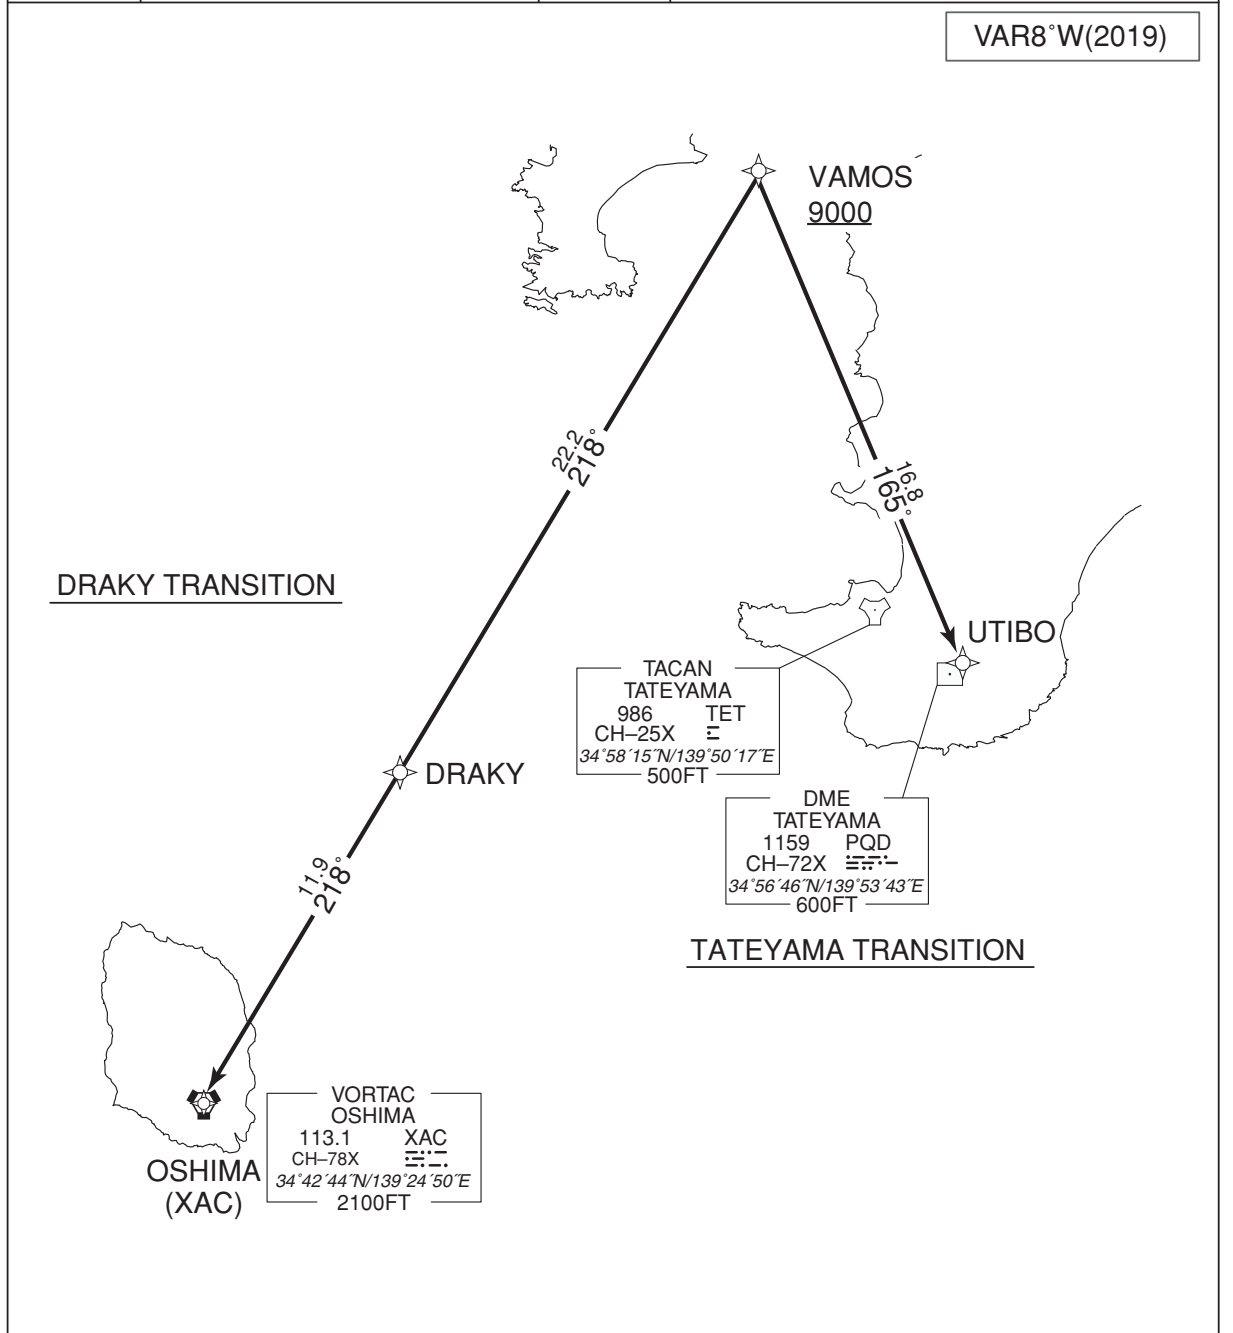 VAR8°W(2019)
VAMOS
9000
22.2
218°
16.8
165°
DRAKY TRANSITION
UTIBO
TACAN
TATEYAMA
986 TET
CH–25X
34°58´15˝N/139°50´17˝E
500FT
DRAKY
DME
TATEYAMA
1159 PQD
CH–72X
34°56´46˝N/139°53´43˝E
600FT
11.9
218°
TATEYAMA TRANSITION
VORTAC
OSHIMA
113.1 XAC
CH–78X
34°42´44˝N/139°24´50˝E
2100FT
OSHIMA
(XAC)